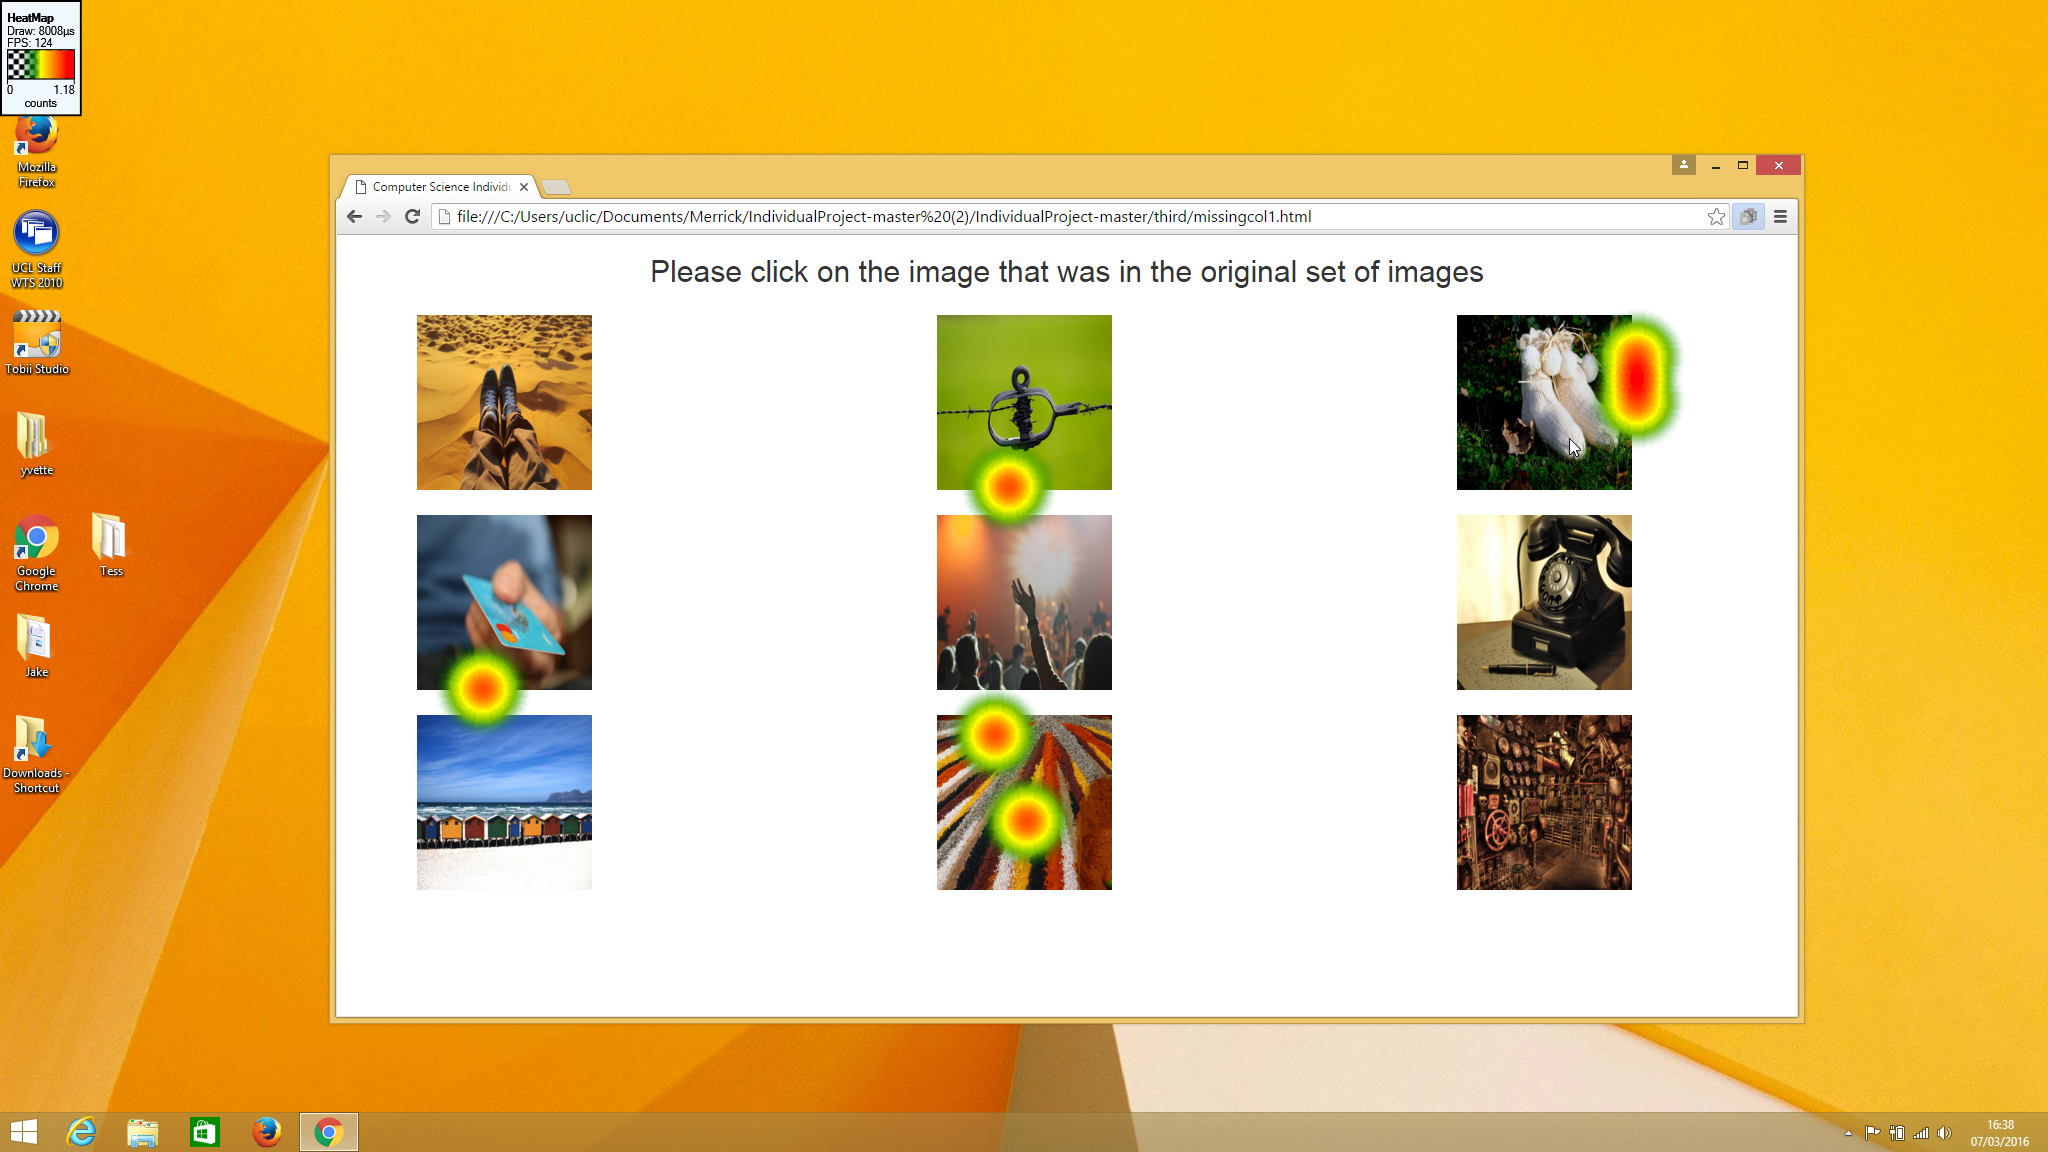 HeatMap
Draw: 8008µs
FPS: 124
0 1.18
counts
Mozilla
Firefox
UCL Staff
WTS 2010
Tobii Studio
yvette
Google
Chrome
Tess
Jake
Downloads -
Shortcut
Computer Science Individu
file:///C:/Users/uclic/Documents/Merrick/IndividualProject-master%20(2)/IndividualProject-master/third/missingcol1.html
Please click on the image that was in the original set of images
16:38
07/03/2016